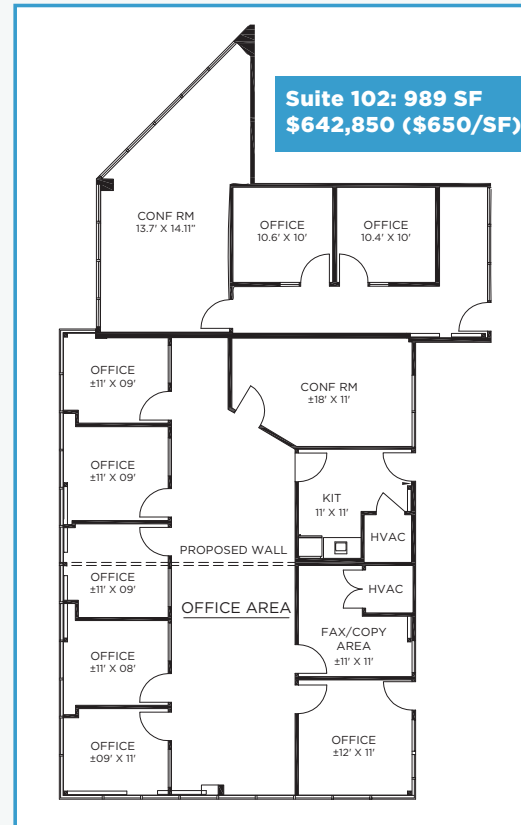 Suite 102: 989 SF
$642,850 ($650/SF)
CONF RM
13.7' X 14.11"
OFFICE
10.6' X 10'
OFFICE
10.4' X 10'
OFFICE
±11' X 09'
CONF RM
±18' X 11'
OFFICE
±11' X 09'
KIT
11' X 11'
HVAC
PROPOSED WALL
OFFICE
±11' X 09'
HVAC
OFFICE AREA
FAX/COPY
AREA
±11' X 11'
OFFICE
±11' X 08'
OFFICE
±09' X 11'
OFFICE
±12' X 11'